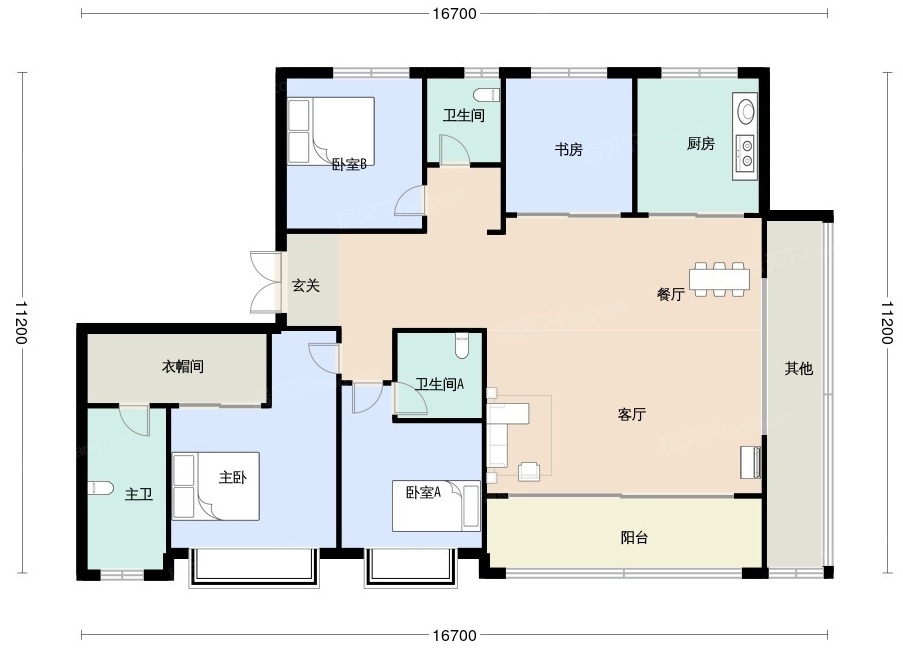 16700
卧室B
卫生间
书房
厨房
玄关
餐厅
11200
11200
衣帽间
卫生间A
其他
客厅
主卧
主卫
卧室A
阳台
16700